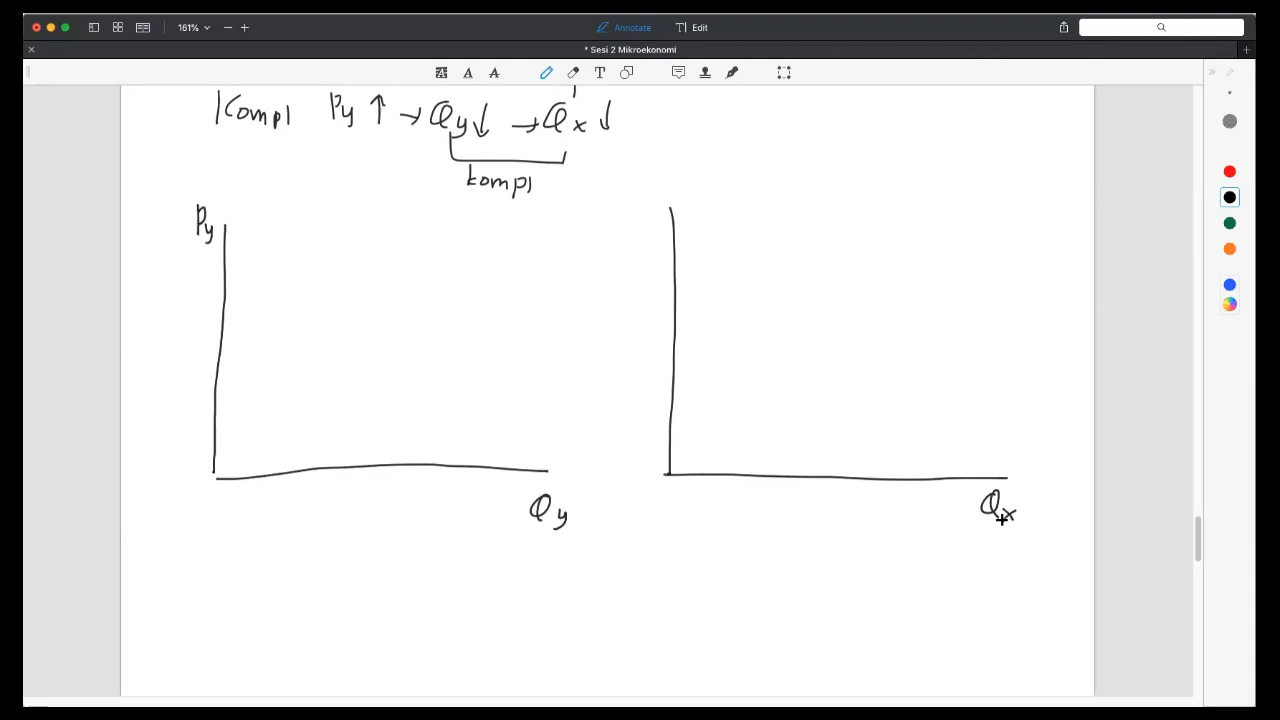 161%
Annotate
Edit
* Sesi 2 Mikroekonomi
Kompl Py ↑ → Qy ↓ → Qx ↓
kompl
Py
Qy
Qx